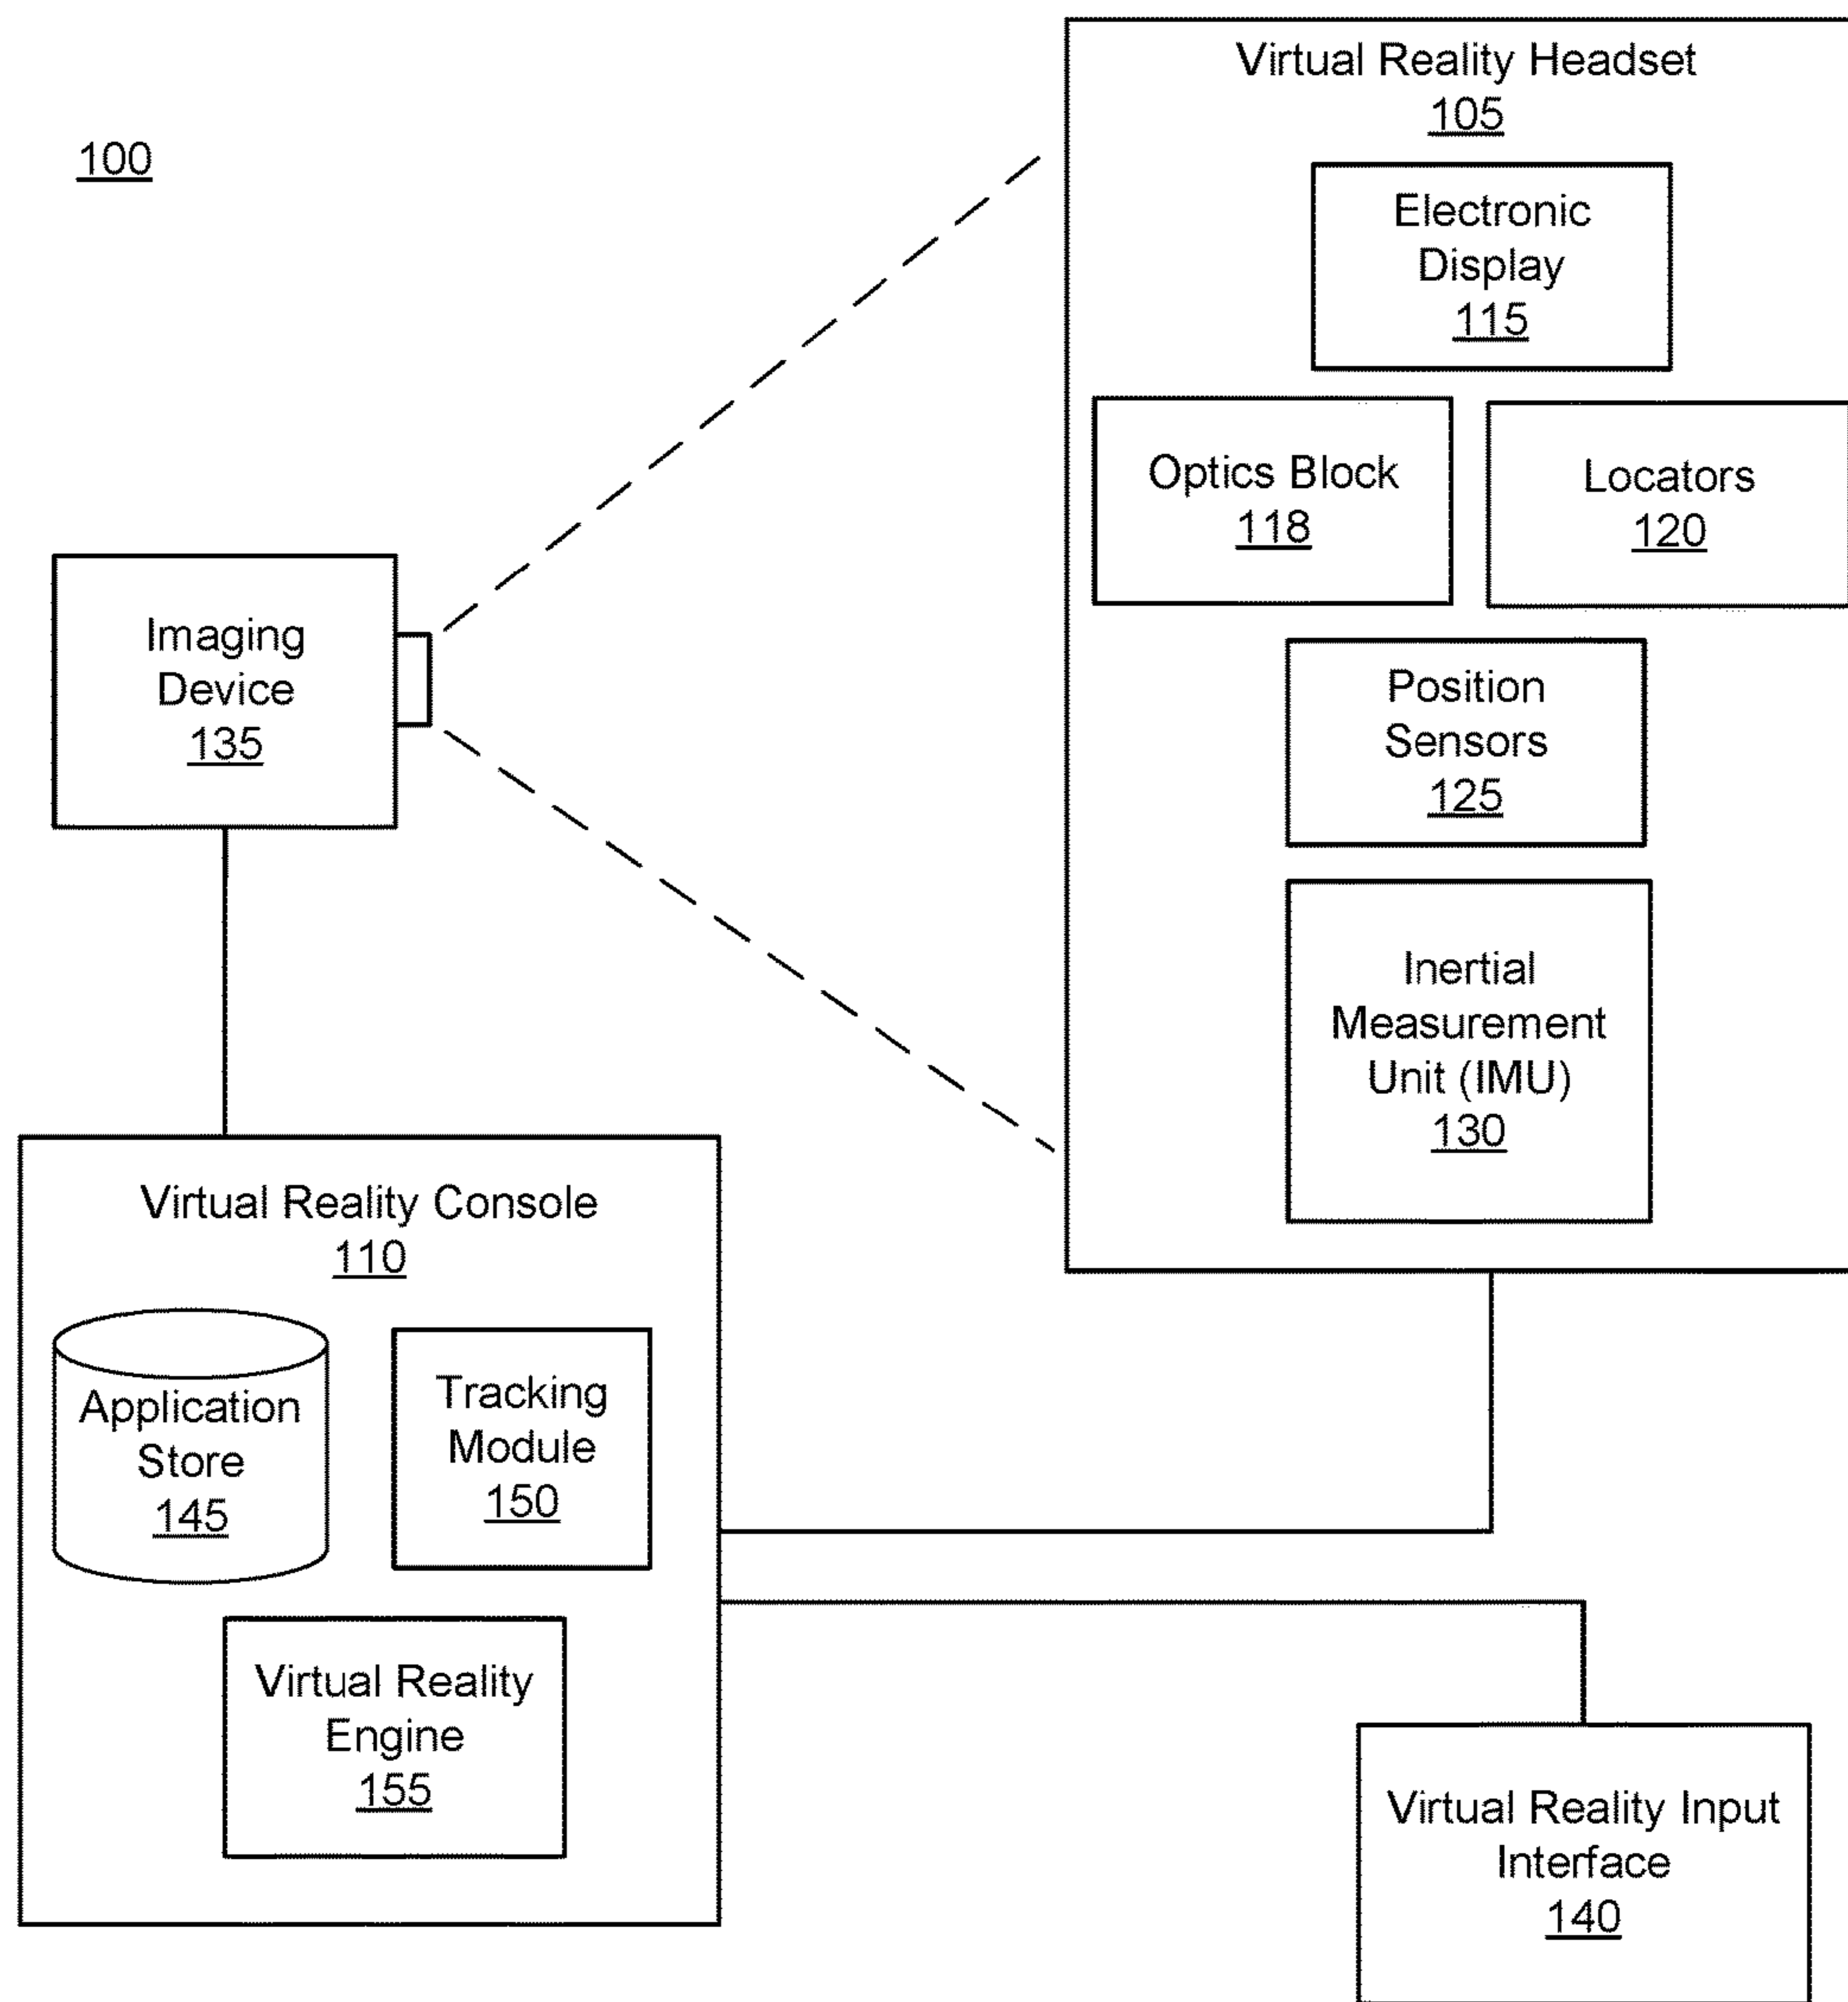 100
Virtual Reality Headset
105
Electronic
Display
115
Optics Block
118
Locators
120
Position
Sensors
125
Inertial
Measurement
Unit (IMU)
130
Imaging
Device
135
Virtual Reality Console
110
Application
Store
145
Tracking
Module
150
Virtual Reality
Engine
155
Virtual Reality Input
Interface
140